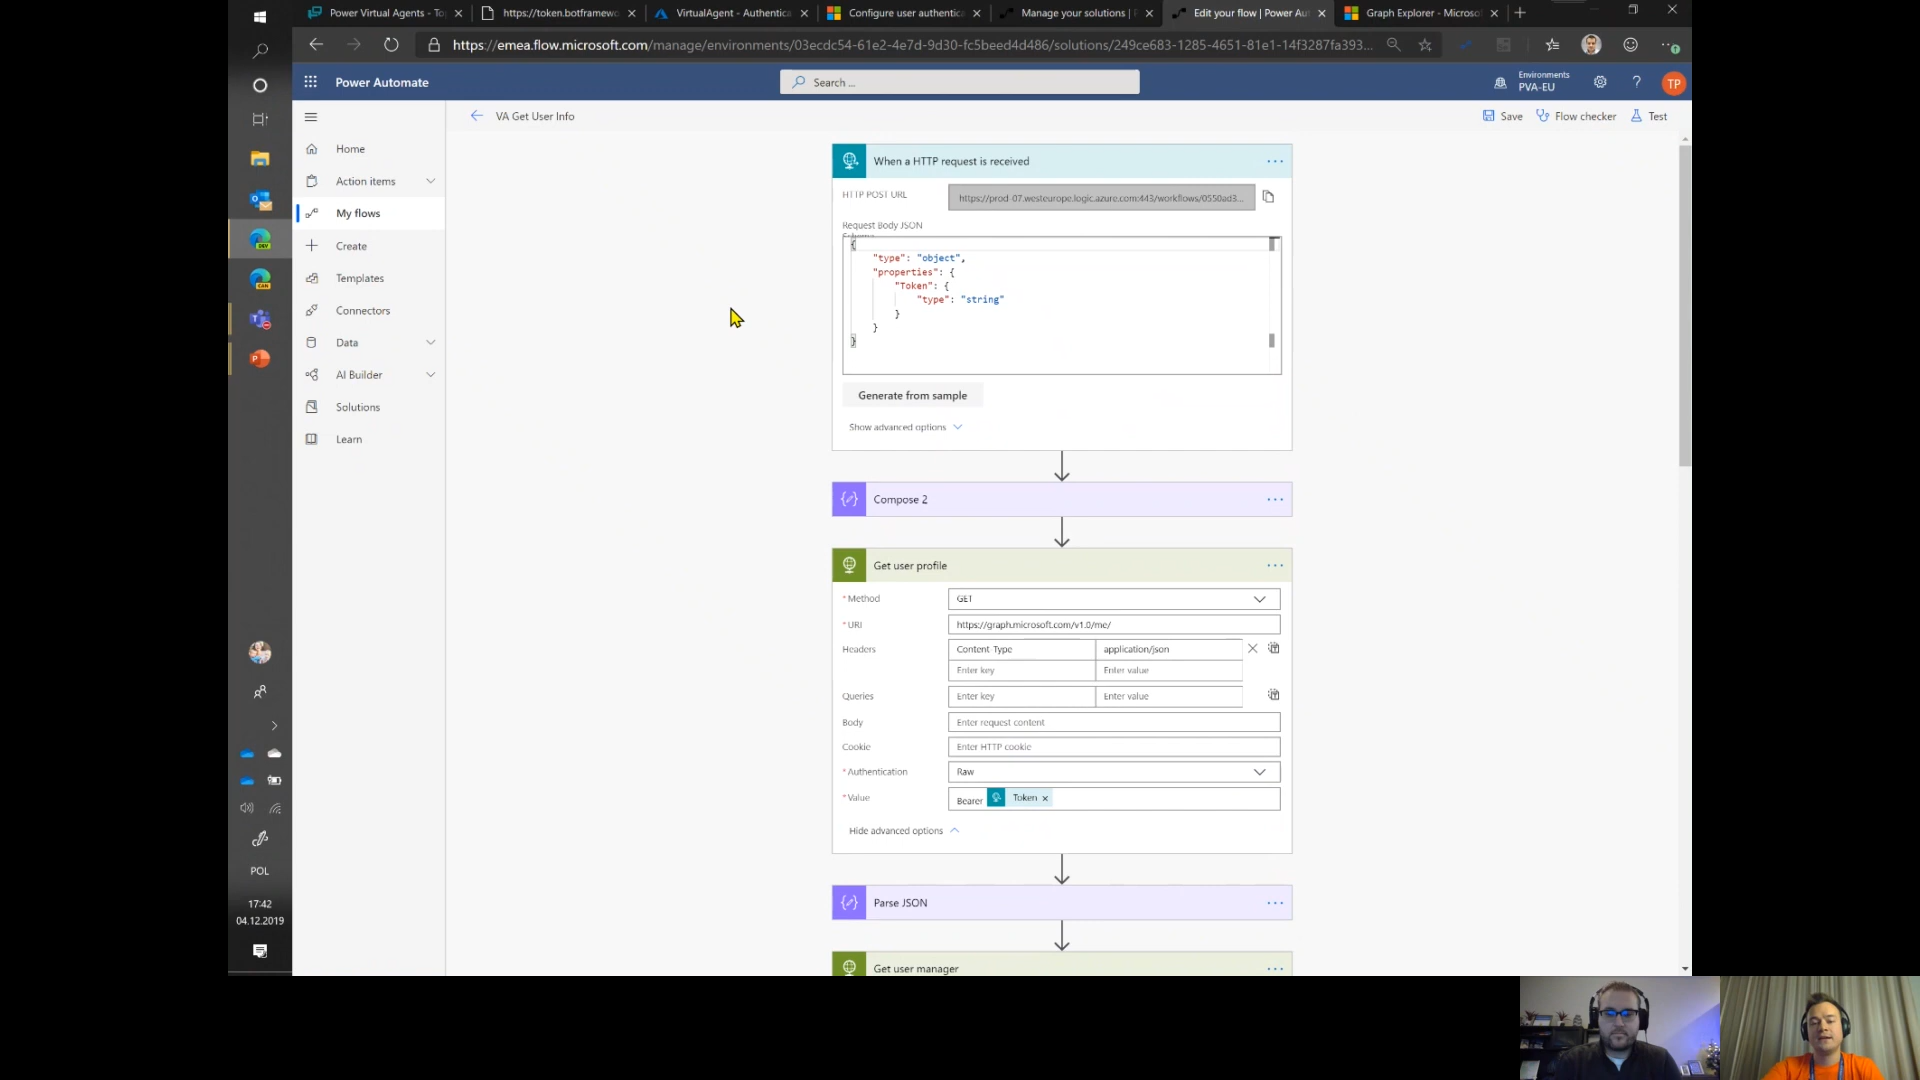 Power Virtual Agents - To
https://token.botframewo
VirtualAgent - Authentica
Configure user authentica
Manage your solutions |
Edit your flow | Power Au
Graph Explorer - Microso
https://emea.flow.microsoft.com/manage/environments/03ecdc54-61e2-4e7d-9d30-fc5beed4d486/solutions/249ce683-1285-4651-81e1-14f3287fa393...
Power Automate
Search ...
Environments
PVA-EU
?
TP
VA Get User Info
Save
Flow checker
Test
Home
Action items
My flows
Create
Templates
Connectors
Data
AI Builder
Solutions
Learn
When a HTTP request is received
HTTP POST URL
https://prod-07.westeurope.logic.azure.com:443/workflows/0550ad3...
Request Body JSON
{
"type": "object",
"properties": {
"Token": {
"type": "string"
}
}
}
Generate from sample
Show advanced options
Compose 2
Get user profile
* Method
GET
* URI
https://graph.microsoft.com/v1.0/me/
Headers
Content Type
application/json
Enter key
Enter value
Queries
Enter key
Enter value
Body
Enter request content
Cookie
Enter HTTP cookie
* Authentication
Raw
* Value
Bearer Token ×
Hide advanced options
Parse JSON
Get user manager
DEV
CAN
POL
17:42
04.12.2019